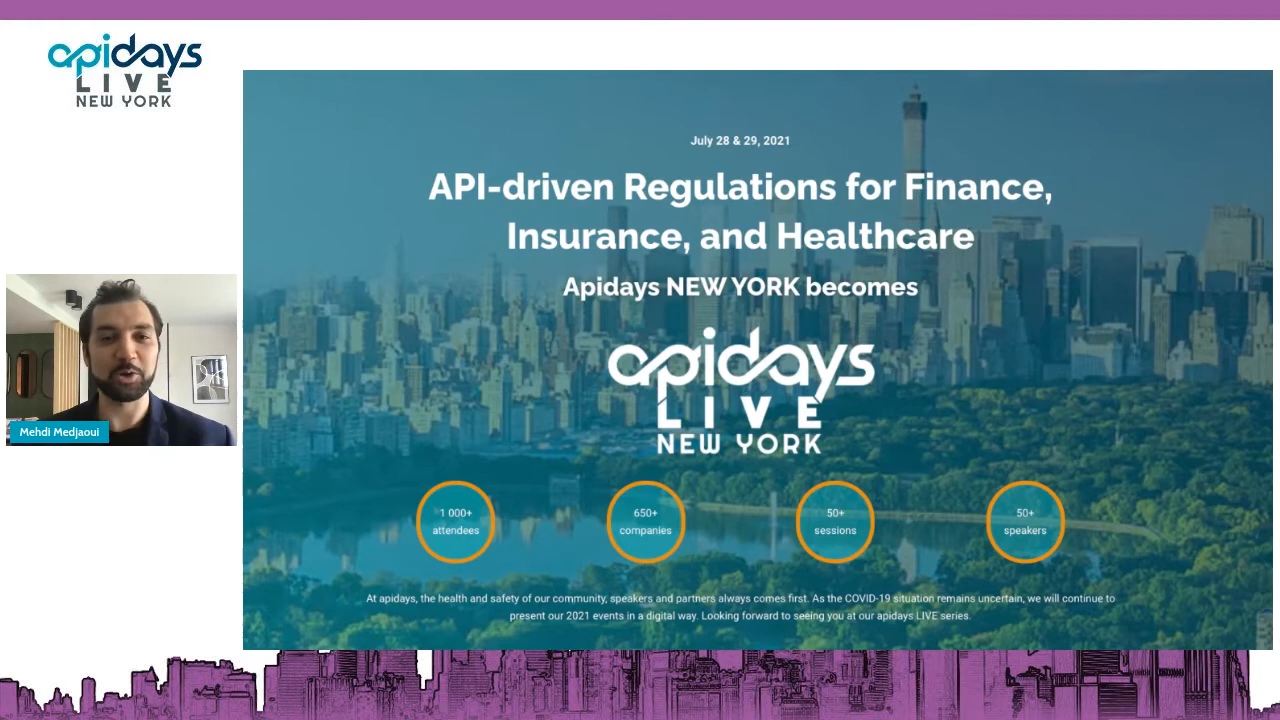 apidays
LIVE
NEW YORK
July 28 & 29, 2021
API-driven Regulations for Finance,
Insurance, and Healthcare
Apidays NEW YORK becomes
apidays
LIVE
NEW YORK
1 000+
attendees
650+
companies
50+
sessions
50+
speakers
At apidays, the health and safety of our community, speakers and partners always comes first. As the COVID-19 situation remains uncertain, we will continue to
present our 2021 events in a digital way. Looking forward to seeing you at our apidays LIVE series.
Mehdi Medjaoui